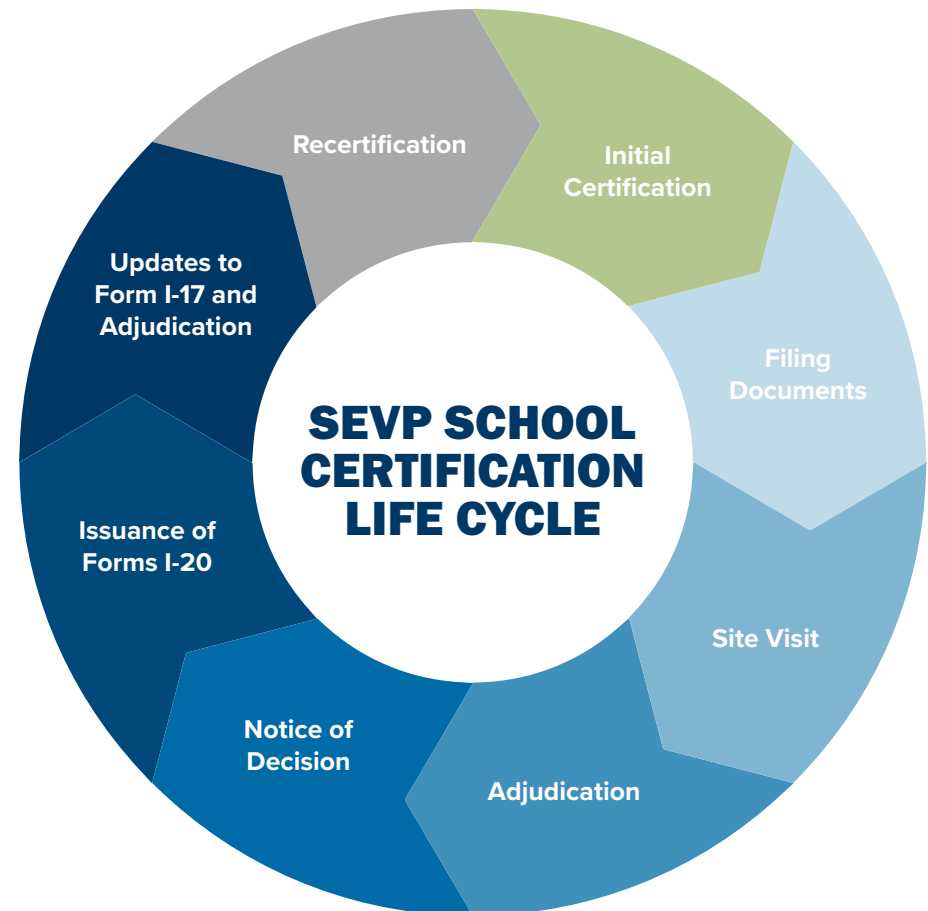 SEVP SCHOOL
CERTIFICATION
LIFE CYCLE
Initial
Certification
Filing
Documents
Site Visit
Adjudication
Notice of
Decision
Issuance of
Forms I-20
Updates to
Form I-17 and
Adjudication
Recertification